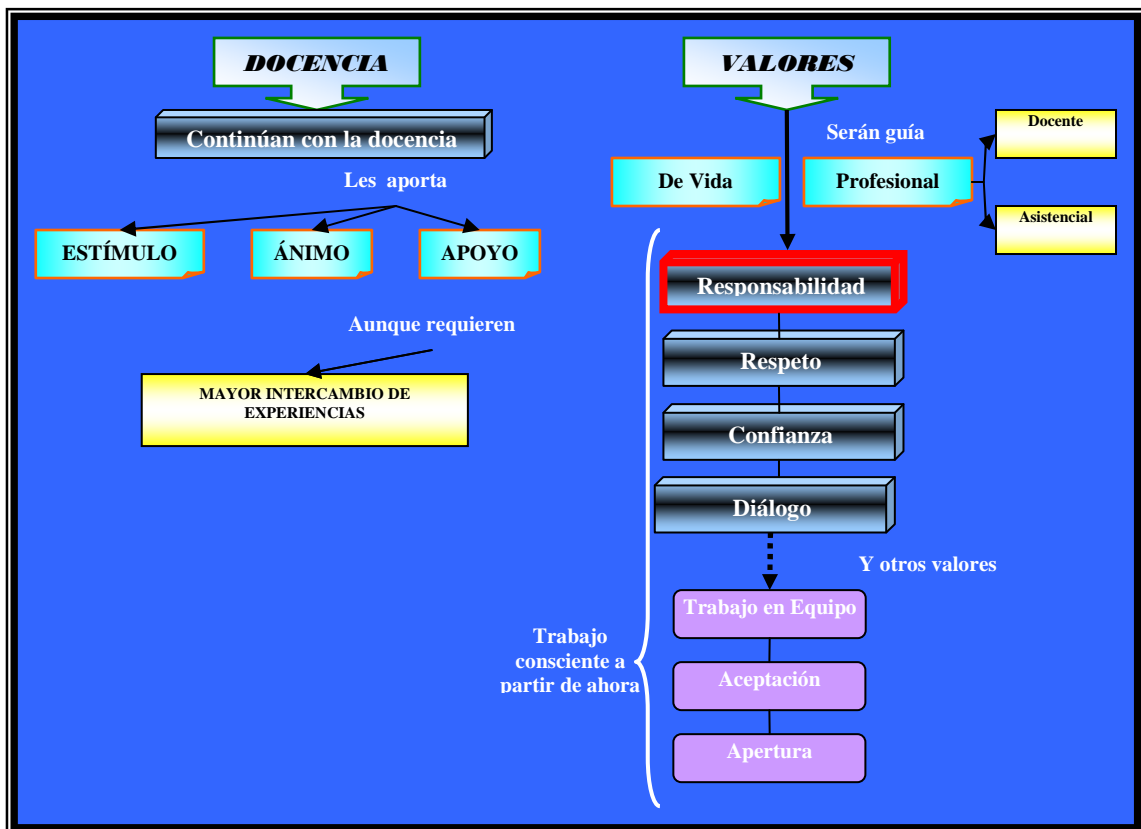 DOCENCIA
Continúan con la docencia
Les aporta
ESTÍMULO
ÁNIMO
APOYO
Aunque requieren
MAYOR INTERCAMBIO DE
EXPERIENCIAS
VALORES
Serán guía
De Vida
Profesional
Docente
Asistencial
Responsabilidad
Respeto
Confianza
Diálogo
Y otros valores
Trabajo en Equipo
Aceptación
Apertura
Trabajo
consciente a
partir de ahora